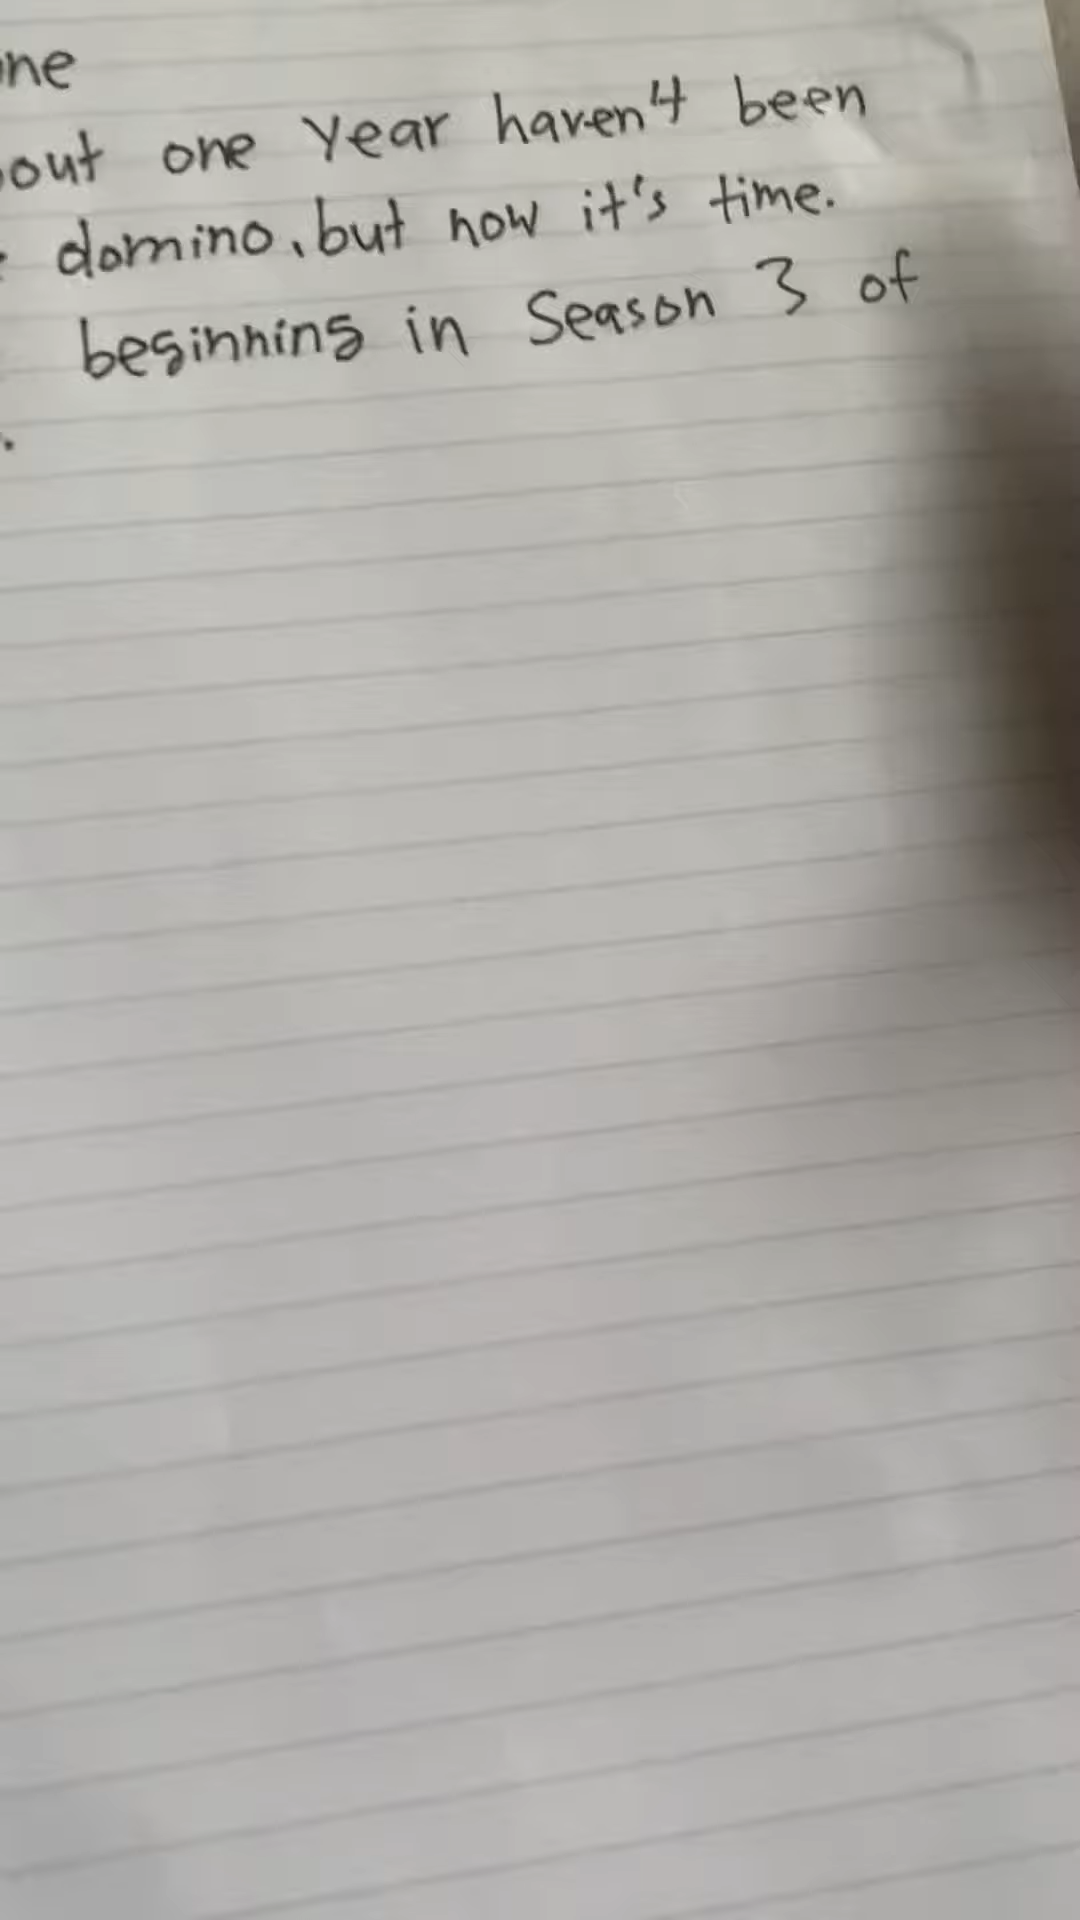 ne
out one Year haven't been
domino, but now it's time.
beginning in Season 3 of
.